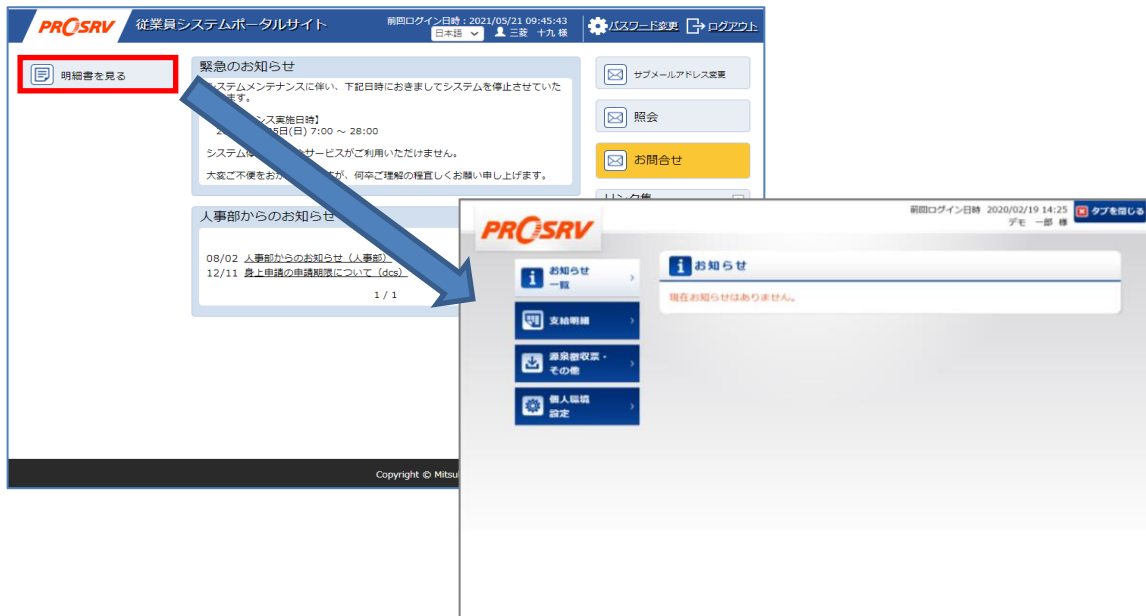 PROSRV
従業員システムポータルサイト
前回ログイン日時：2021/05/21 09:45:43
日本語
三菱 十九 様
パスワード変更
ログアウト
明細書を見る
緊急のお知らせ
システムメンテナンスに伴い、下記日時におきましてシステムを停止させていた
ます。
ンス実施日時】
日(日) 7:00 ～ 28:00
システム
サービスがご利用いただけません。
大変ご不便をおか
が、何卒ご理解の程宜しくお願い申し上げます。
サブメールアドレス変更
照会
お問合せ
リンク集
人事部からのお知らせ
08/02 人事部からのお知らせ（人事部）
12/11 身上申請の申請期限について（dcs）
1 / 1
Copyright © Mitsu
PROSRV
前回ログイン日時 2020/02/19 14:25
デモ 一郎 様
タブを閉じる
お知らせ
一覧
支給明細
源泉徴収票・
その他
個人環境
設定
お知らせ
現在お知らせはありません。